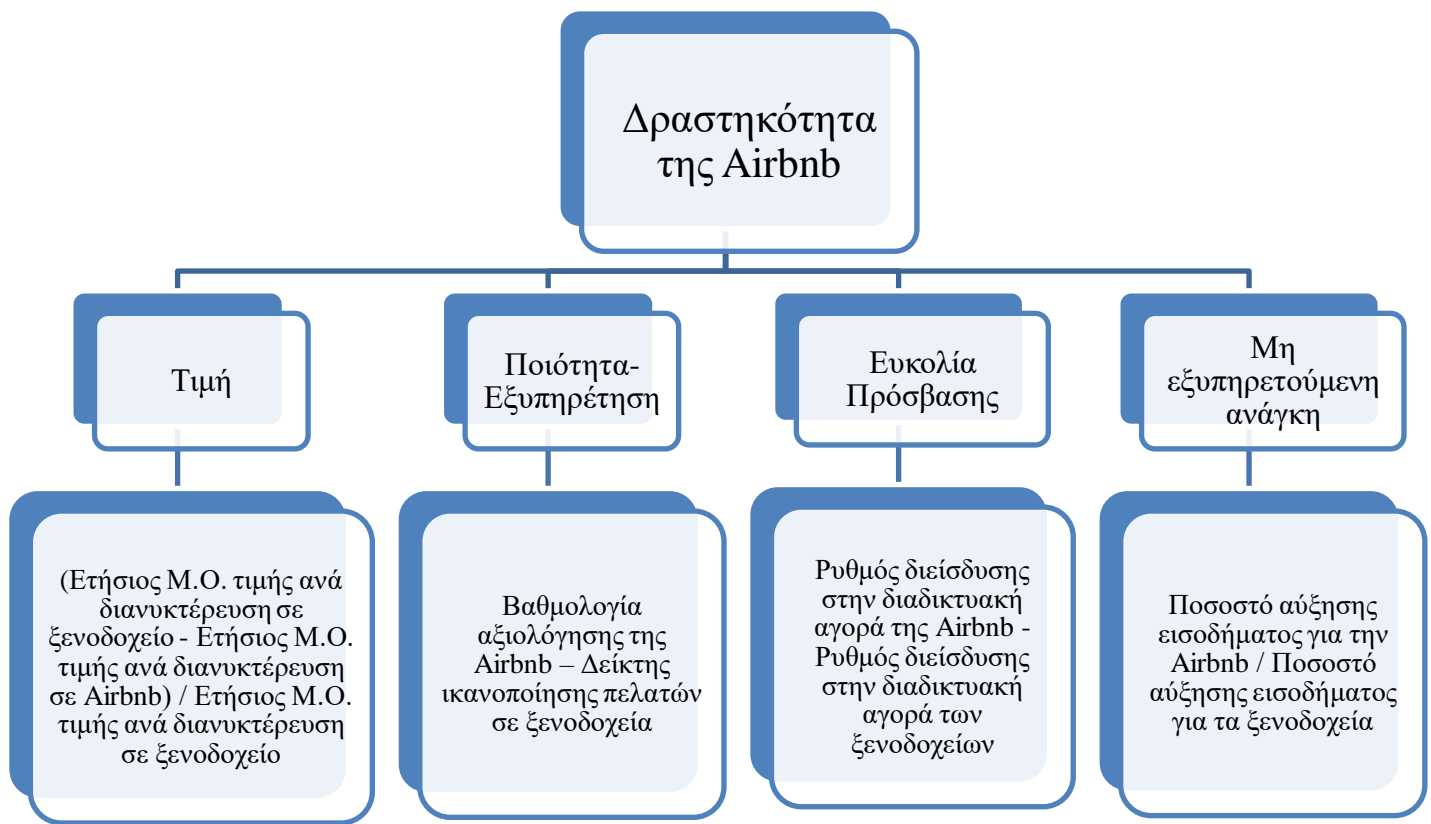 Δραστηκότητα
της Airbnb
Τιμή
Ποιότητα-
Εξυπηρέτηση
Ευκολία
Πρόσβασης
Μη
εξυπηρετούμενη
ανάγκη
(Ετήσιος Μ.Ο. τιμής ανά
διανυκτέρευση σε
ξενοδοχείο - Ετήσιος Μ.Ο.
τιμής ανά διανυκτέρευση
σε Airbnb) / Ετήσιος Μ.Ο.
τιμής ανά διανυκτέρευση
σε ξενοδοχείο
Βαθμολογία
αξιολόγησης της
Airbnb – Δείκτης
ικανοποίησης πελατών
σε ξενοδοχεία
Ρυθμός διείσδυσης
στην διαδικτυακή
αγορά της Airbnb -
Ρυθμός διείσδυσης
στην διαδικτυακή
αγορά των
ξενοδοχείων
Ποσοστό αύξησης
εισοδήματος για την
Airbnb / Ποσοστό
αύξησης εισοδήματος
για τα ξενοδοχεία